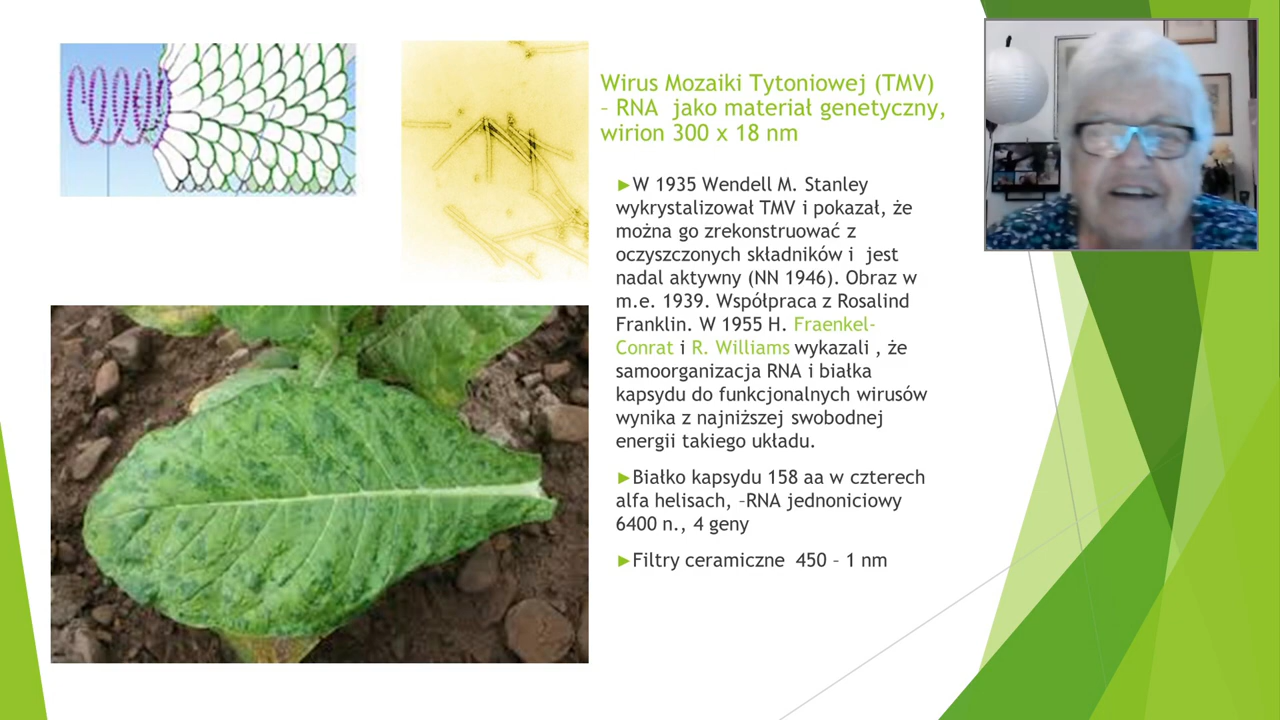 Wirus Mozaiki Tytoniowej (TMV)
– RNA  jako materiał genetyczny,
wirion 300 x 18 nm
►W 1935 Wendell M. Stanley
wykrystalizował TMV i pokazał, że
można go zrekonstruować z
oczyszczonych składników i  jest
nadal aktywny (NN 1946). Obraz w
m.e. 1939. Współpraca z Rosalind
Franklin. W 1955 H. Fraenkel-
Conrat i R. Williams wykazali , że
samoorganizacja RNA i białka
kapsydu do funkcjonalnych wirusów
wynika z najniższej swobodnej
energii takiego układu.
►Białko kapsydu 158 aa w czterech
alfa helisach, –RNA jednoniciowy
6400 n., 4 geny
►Filtry ceramiczne  450 – 1 nm